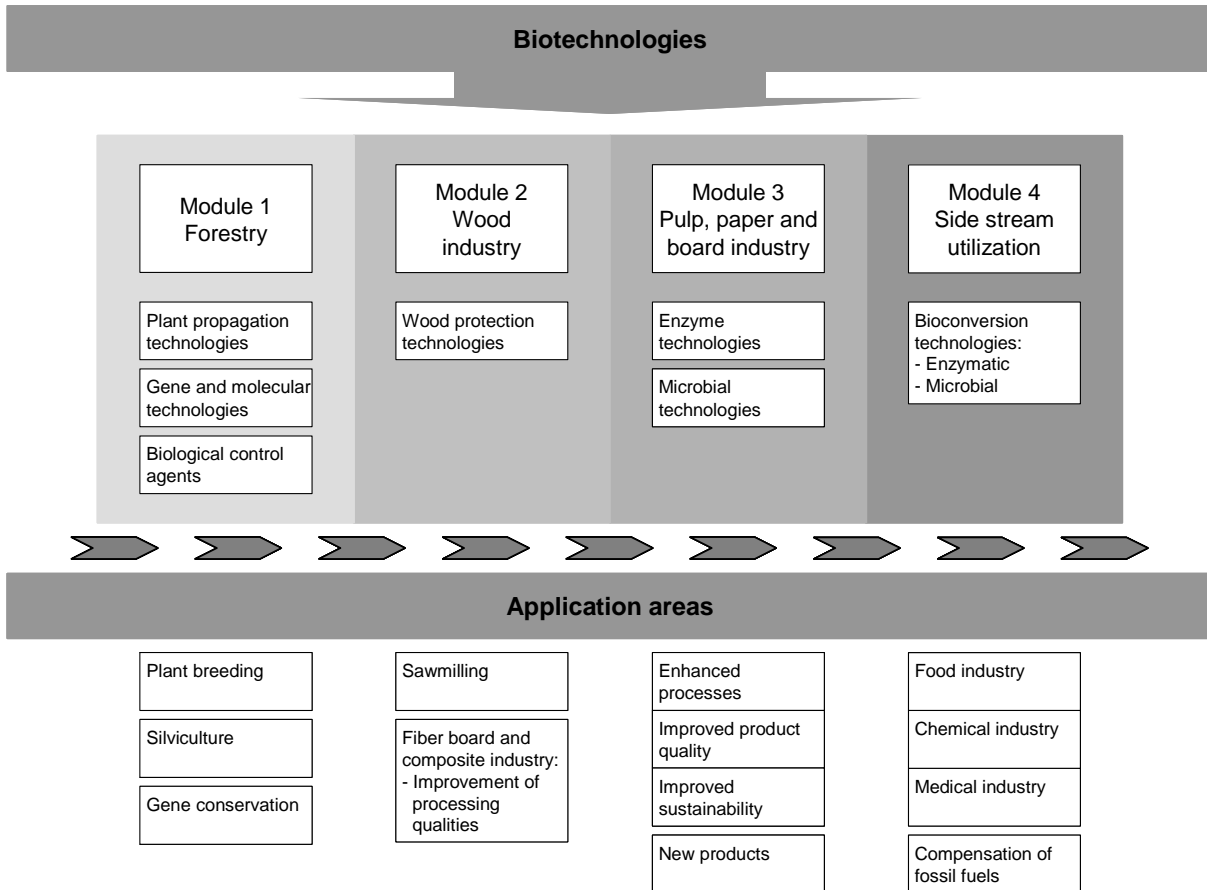 Biotechnologies
Module 1
Forestry
Module 2
Wood
industry
Module 3
Pulp, paper and
board industry
Module 4
Side stream
utilization
Plant propagation
technologies
Gene and molecular
technologies
Biological control
agents
Wood protection
technologies
Enzyme
technologies
Microbial
technologies
Bioconversion
technologies:
- Enzymatic
- Microbial
Application areas
Plant breeding
Silviculture
Gene conservation
Sawmilling
Fiber board and
composite industry:
- Improvement of
processing
qualities
Enhanced
processes
Improved product
quality
Improved
sustainability
New products
Food industry
Chemical industry
Medical industry
Compensation of
fossil fuels